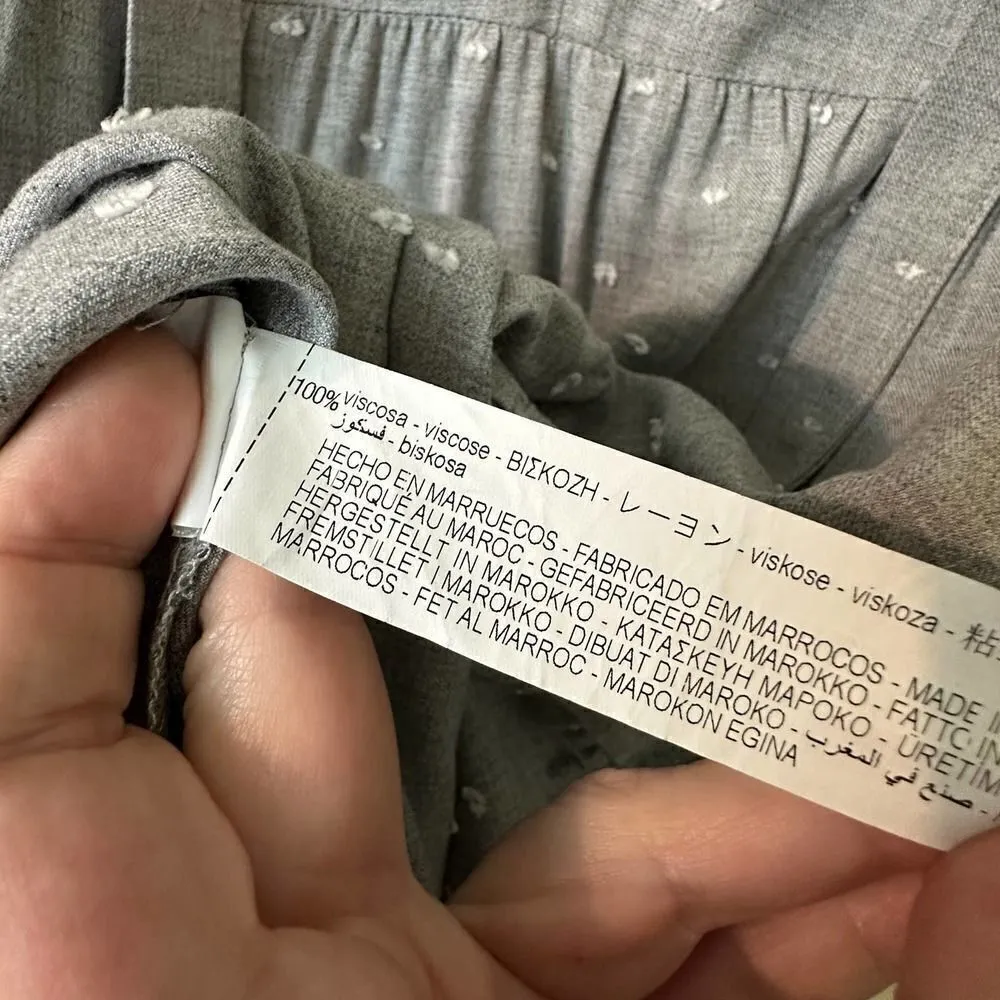 100% viscosa - viscose - ΒΙΣΚΟΖΗ - レーヨン - viskose - viskoza - 粘
فسكوز - biskosa
HECHO EN MARRUECOS - FABRICADO EM MARROCOS - MADE
FABRIQUÉ AU MAROC - GEFABRICEERD IN MAROKKO - FATTO IN
HERGESTELLT IN MAROKKO - ΚΑΤΑΣΚΕΥΗ ΜΑΡΟΚΟ - ÜRETIM
FREMSTILLET I MAROKKO - DIBUAT DI MAROKO - صنع في المغرب -
MARROCOS - FET AL MARROC - MAROKON EGINA